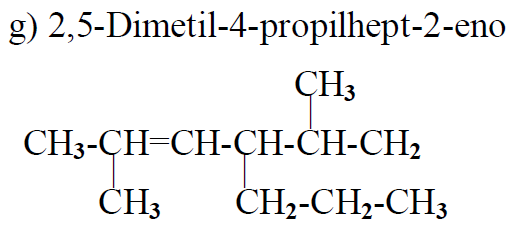 g) 2,5-Dimetil-4-propilhept-2-eno
CH3
CH3-CH=CH-CH-CH-CH2
CH3 CH2-CH2-CH3